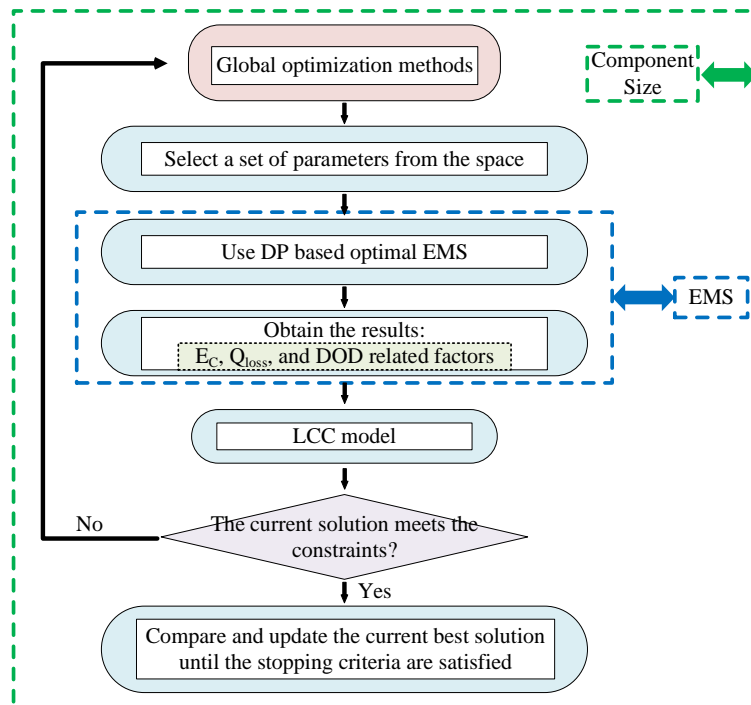 Global optimization methods
Component
Size
Select a set of parameters from the space
Use DP based optimal EMS
EMS
Obtain the results:
E_C, Q_loss, and DOD related factors
LCC model
No
The current solution meets the
constraints?
Yes
Compare and update the current best solution
until the stopping criteria are satisfied